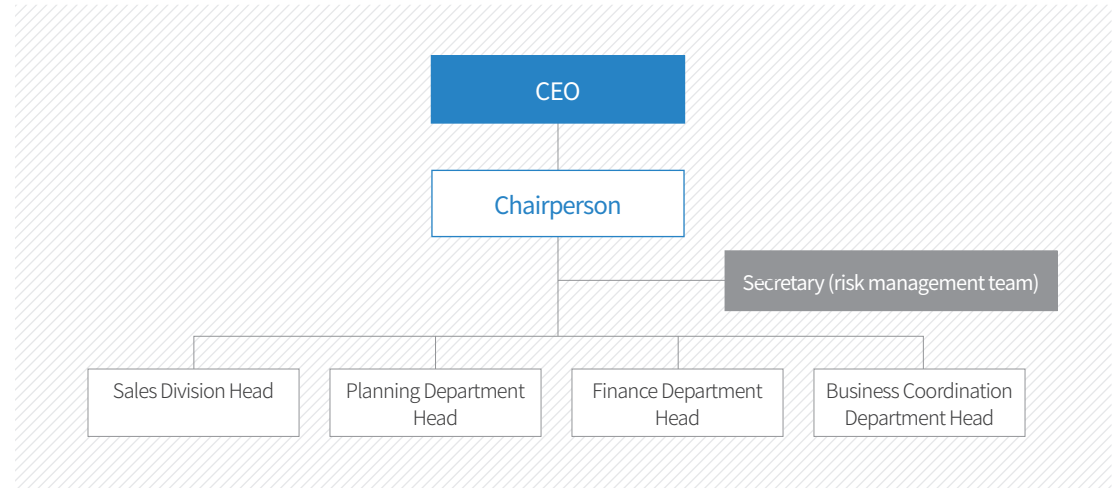 CEO
Chairperson
Secretary (risk management team)
Sales Division Head
Planning Department
Head
Finance Department
Head
Business Coordination
Department Head